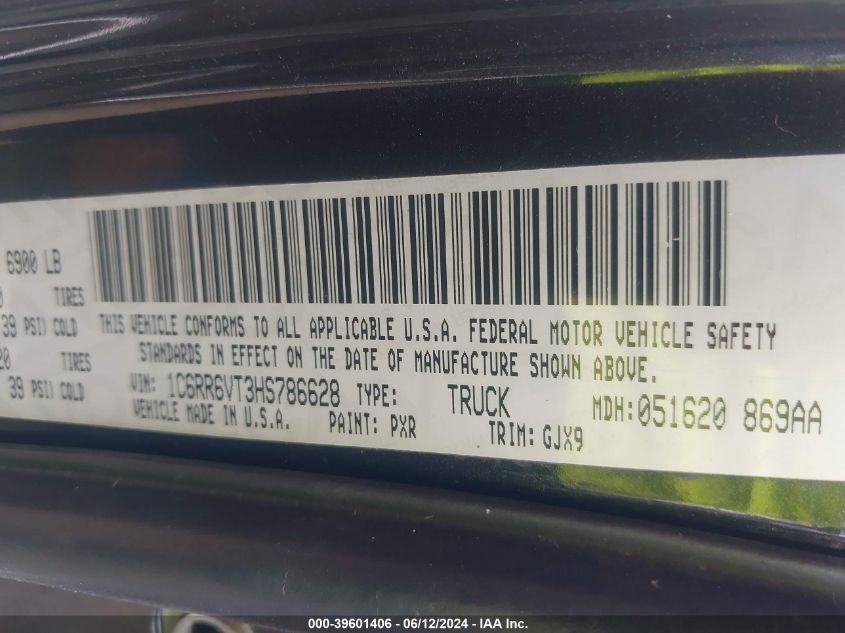 6900 LB
0 TIRES
39 PSI) COLD
20 TIRES
39 PSI) COLD
THIS VEHICLE CONFORMS TO ALL APPLICABLE U.S.A. FEDERAL MOTOR VEHICLE SAFETY
STANDARDS IN EFFECT ON THE DATE OF MANUFACTURE SHOWN ABOVE.
VIN: 1C6RR6VT3HS786628 TYPE: TRUCK MDH:051620 869AA
VEHICLE MADE IN U.S.A. PAINT: PXR TRIM: GJX9
000-39601406 - 06/12/2024 - IAA Inc.